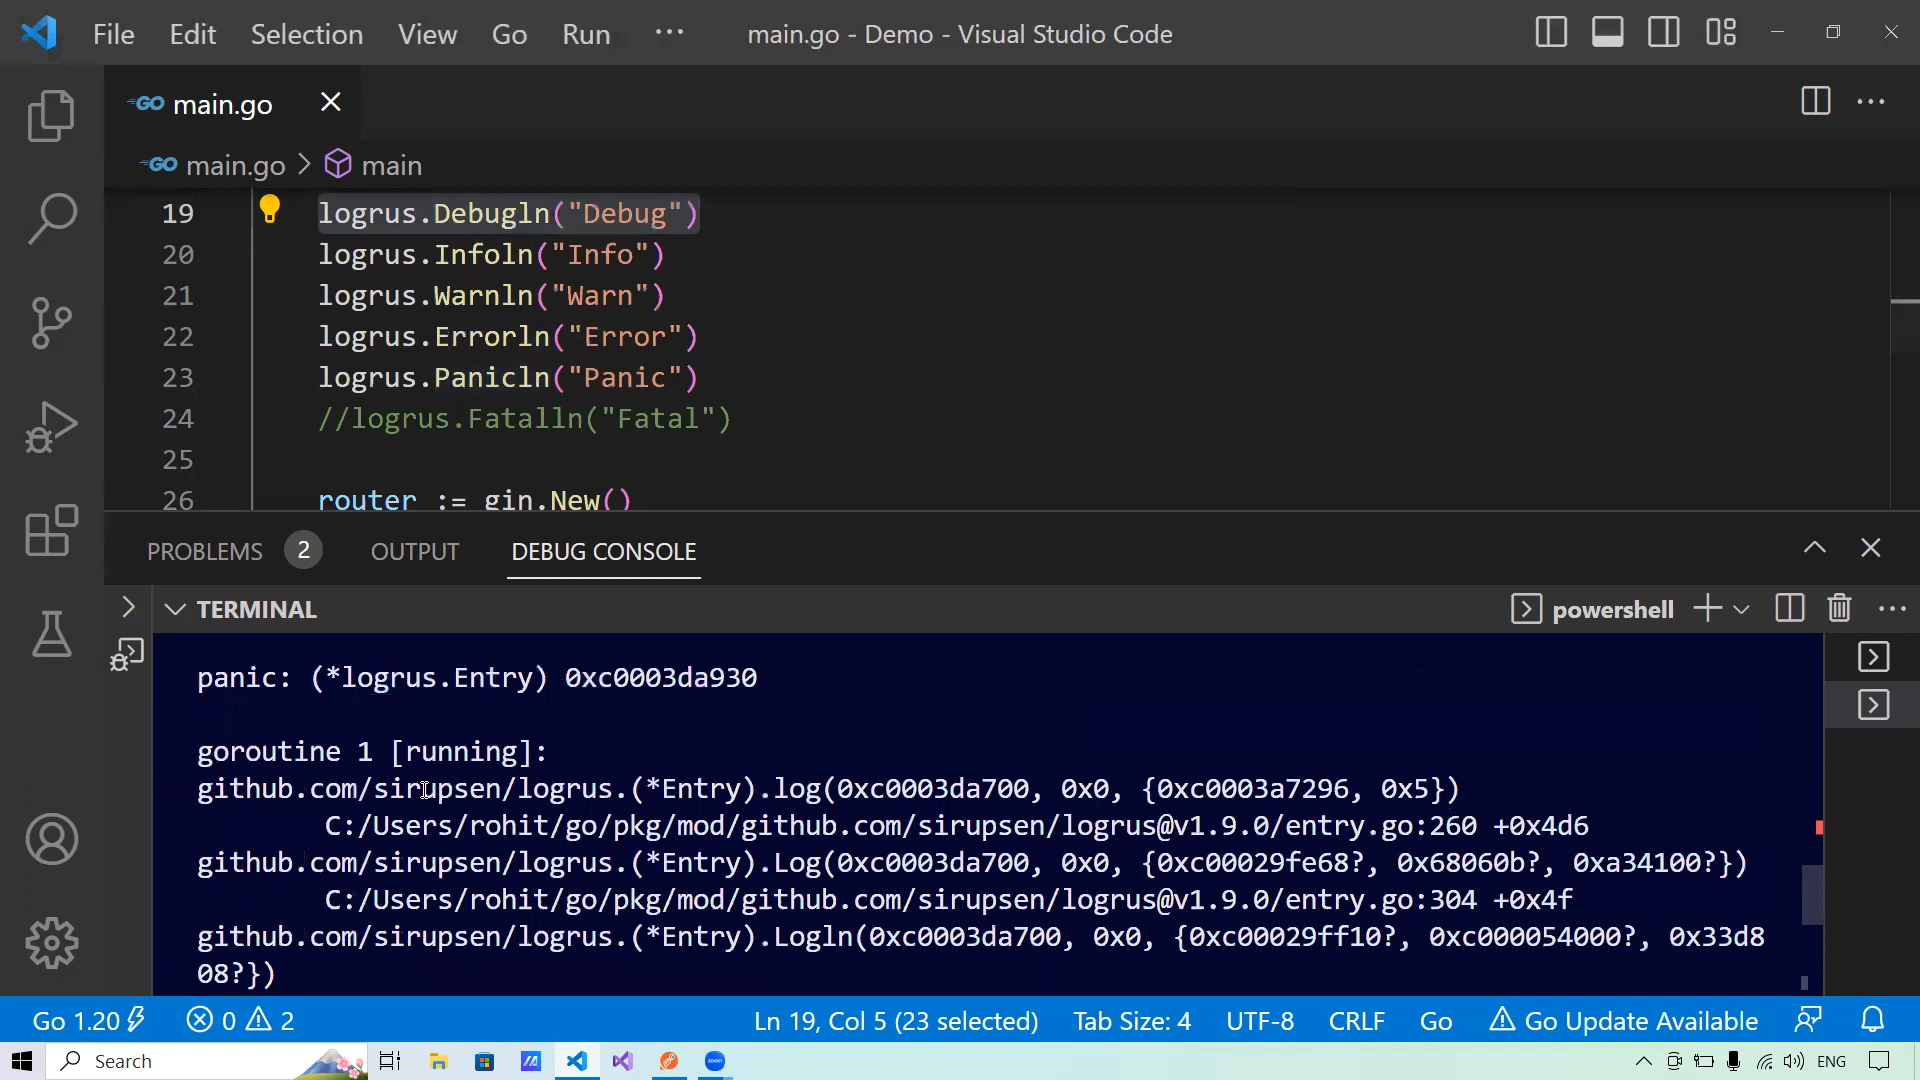 File Edit Selection View Go Run ··· main.go - Demo - Visual Studio Code
GO main.go
GO main.go > main
19 logrus.Debugln("Debug")
20 logrus.Infoln("Info")
21 logrus.Warnln("Warn")
22 logrus.Errorln("Error")
23 logrus.Panicln("Panic")
24 //logrus.Fatalln("Fatal")
25
26 router := gin.New()
PROBLEMS 2 OUTPUT DEBUG CONSOLE
TERMINAL powershell
panic: (*logrus.Entry) 0xc0003da930
goroutine 1 [running]:
github.com/sirupsen/logrus.(*Entry).log(0xc0003da700, 0x0, {0xc0003a7296, 0x5})
C:/Users/rohit/go/pkg/mod/github.com/sirupsen/logrus@v1.9.0/entry.go:260 +0x4d6
github.com/sirupsen/logrus.(*Entry).Log(0xc0003da700, 0x0, {0xc00029fe68?, 0x68060b?, 0xa34100?})
C:/Users/rohit/go/pkg/mod/github.com/sirupsen/logrus@v1.9.0/entry.go:304 +0x4f
github.com/sirupsen/logrus.(*Entry).Logln(0xc0003da700, 0x0, {0xc00029ff10?, 0xc000054000?, 0x33d8
08?})
Go 1.20 0 2 Ln 19, Col 5 (23 selected) Tab Size: 4 UTF-8 CRLF Go Go Update Available
Search zoom ENG